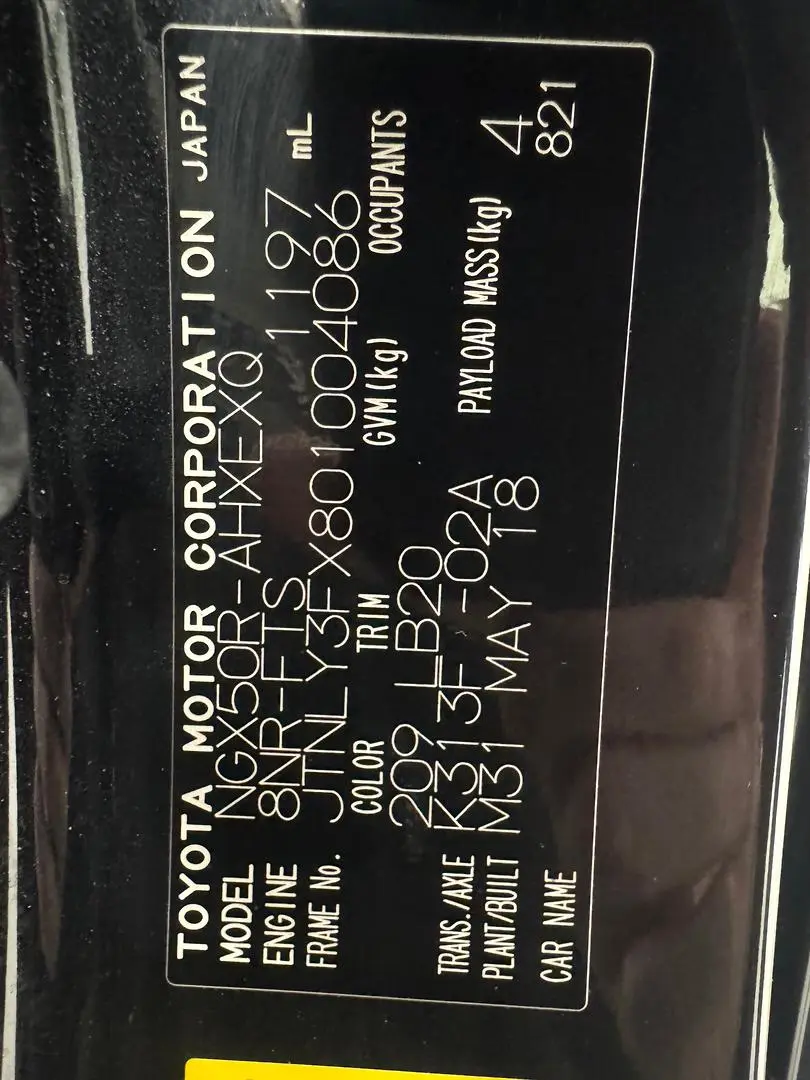 TOYOTA MOTOR CORPORATION JAPAN
MODEL NGX50R-AHXEXQ
ENGINE 8NR-FTS 1197 mL
FRAME No. JTNLY3FX801004086
COLOR TRIM GVM(kg) OCCUPANTS
209 LB20
TRANS./AXLE K313F -02A PAYLOAD MASS(kg) 4
PLANT/BUILT M31 MAY 18 821
CAR NAME